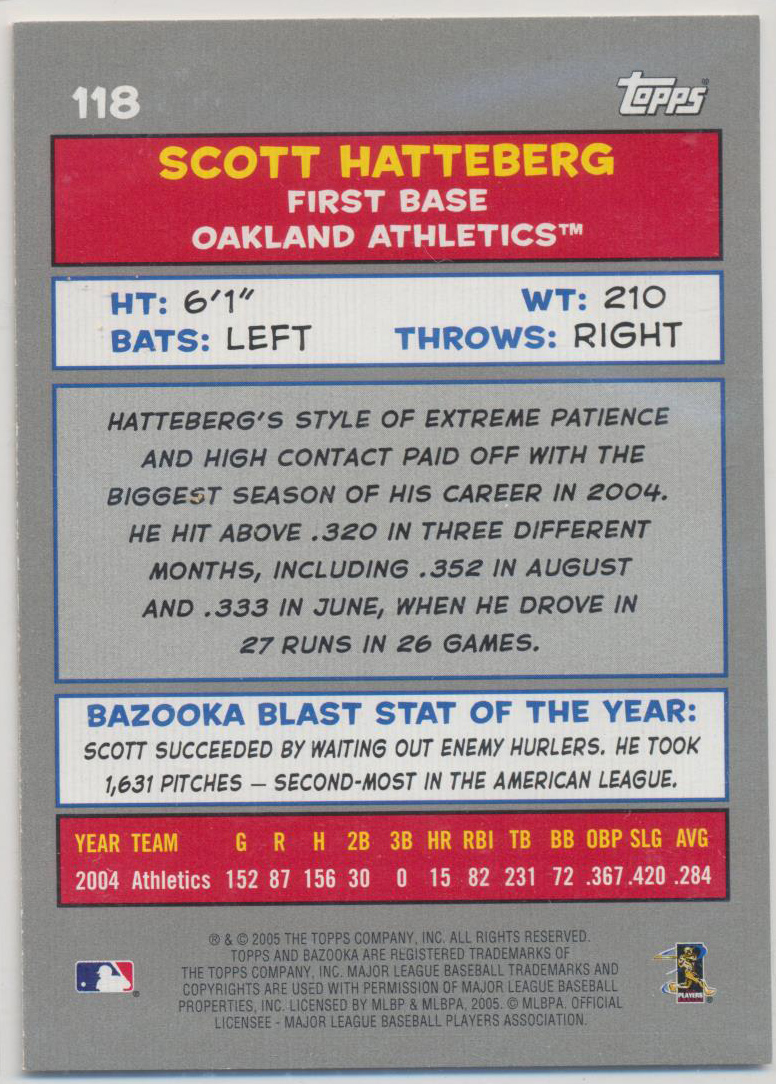 118
Topps®
SCOTT HATTEBERG
FIRST BASE
OAKLAND ATHLETICS™
HT: 6'1" WT: 210
BATS: LEFT THROWS: RIGHT
HATTEBERG'S STYLE OF EXTREME PATIENCE
AND HIGH CONTACT PAID OFF WITH THE
BIGGEST SEASON OF HIS CAREER IN 2004.
HE HIT ABOVE .320 IN THREE DIFFERENT
MONTHS, INCLUDING .352 IN AUGUST
AND .333 IN JUNE, WHEN HE DROVE IN
27 RUNS IN 26 GAMES.
BAZOOKA BLAST STAT OF THE YEAR:
SCOTT SUCCEEDED BY WAITING OUT ENEMY HURLERS. HE TOOK
1,631 PITCHES – SECOND-MOST IN THE AMERICAN LEAGUE.
YEAR TEAM G R H 2B 3B HR RBI TB BB OBP SLG AVG
2004 Athletics 152 87 156 30 0 15 82 231 72 .367 .420 .284
® & © 2005 THE TOPPS COMPANY, INC. ALL RIGHTS RESERVED.
TOPPS AND BAZOOKA ARE REGISTERED TRADEMARKS OF
THE TOPPS COMPANY, INC. MAJOR LEAGUE BASEBALL TRADEMARKS AND
COPYRIGHTS ARE USED WITH PERMISSION OF MAJOR LEAGUE BASEBALL
PROPERTIES, INC. LICENSED BY MLBP & MLBPA, 2005. © MLBPA. OFFICIAL
LICENSEE - MAJOR LEAGUE BASEBALL PLAYERS ASSOCIATION.
®
PLAYERS ®